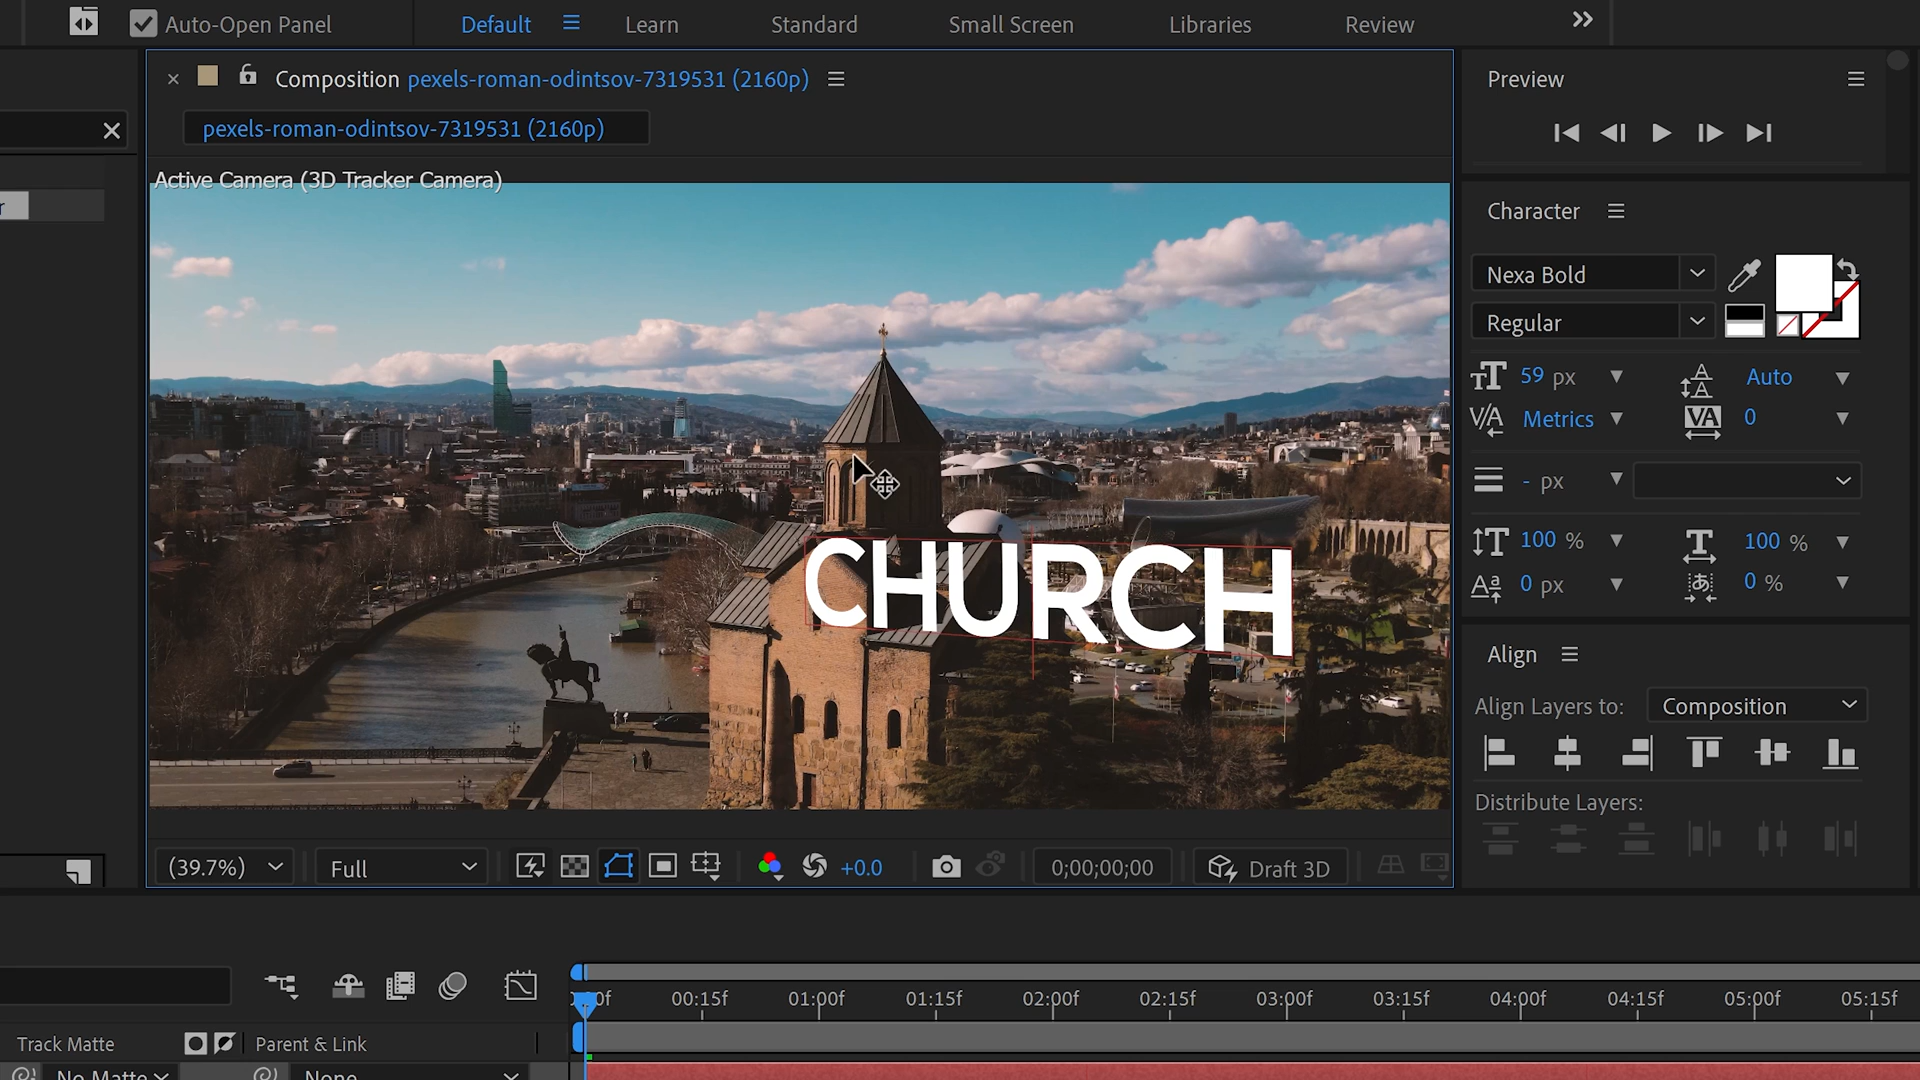 Auto-Open Panel
Default
Learn
Standard
Small Screen
Libraries
Review
Composition pexels-roman-odintsov-7319531 (2160p)
pexels-roman-odintsov-7319531 (2160p)
Active Camera (3D Tracker Camera)
CHURCH
(39.7%)
Full
+0.0
0;00;00;00
Draft 3D
Preview
Character
Nexa Bold
Regular
59 px
Auto
Metrics
0
- px
100 %
100 %
0 px
0 %
Align
Align Layers to:
Composition
Distribute Layers:
00:15f
01:00f
01:15f
02:00f
02:15f
03:00f
03:15f
04:00f
04:15f
05:00f
05:15f
Track Matte
Parent & Link
No Matte
None